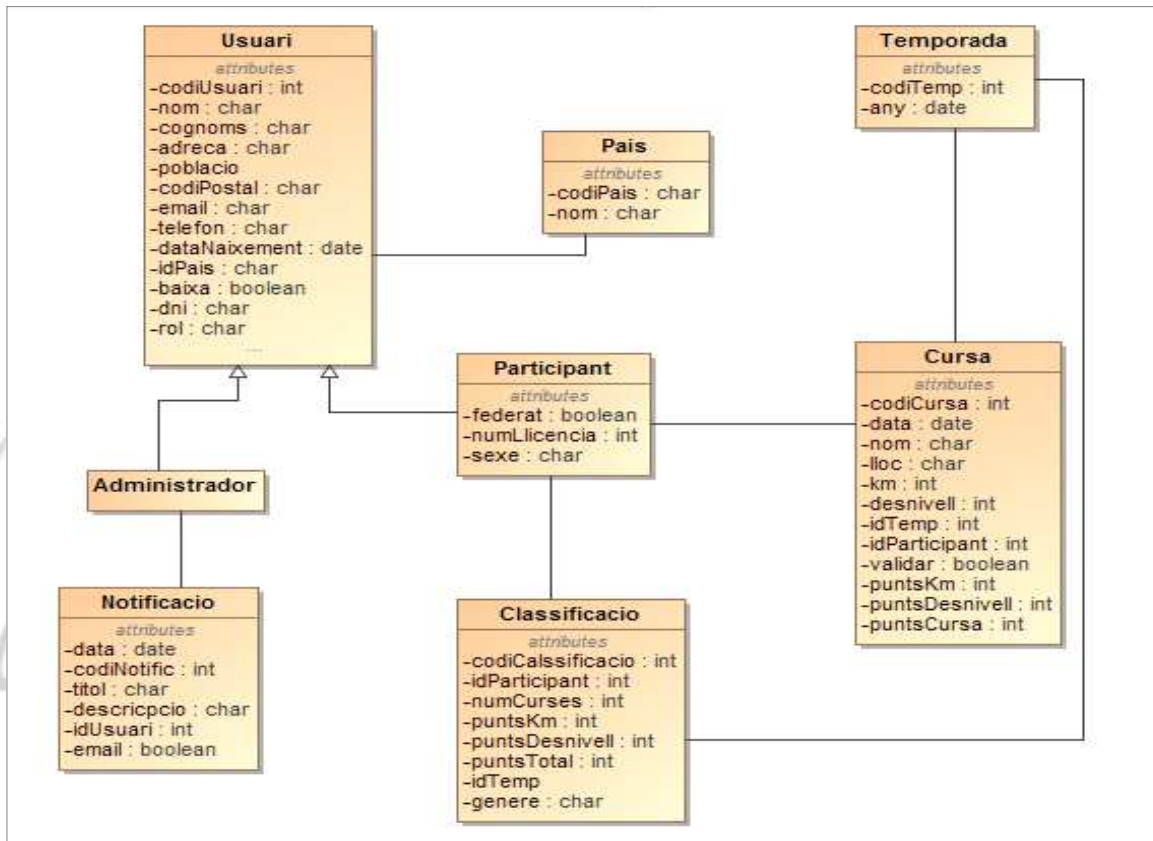 Usuari
attributes
-codiUsuari : int
-nom : char
-cognoms : char
-adreca : char
-poblacio
-codiPostal : char
-email : char
-telefon : char
-dataNaixement : date
-idPais : char
-baixa : boolean
-dni : char
-rol : char
...
Pais
attributes
-codiPais : char
-nom : char
Temporada
attributes
-codiTemp : int
-any : date
Participant
attributes
-federat : boolean
-numLlicencia : int
-sexe : char
Cursa
attributes
-codiCursa : int
-data : date
-nom : char
-lloc : char
-km : int
-desnivell : int
-idTemp : int
-idParticipant : int
-validar : boolean
-puntsKm : int
-puntsDesnivell : int
-puntsCursa : int
Administrador
Notificacio
attributes
-data : date
-codiNotific : int
-titol : char
-descricpcio : char
-idUsuari : int
-email : boolean
Classificacio
attributes
-codiCalssificacio : int
-idParticipant : int
-numCurses : int
-puntsKm : int
-puntsDesnivell : int
-puntsTotal : int
-idTemp
-genere : char